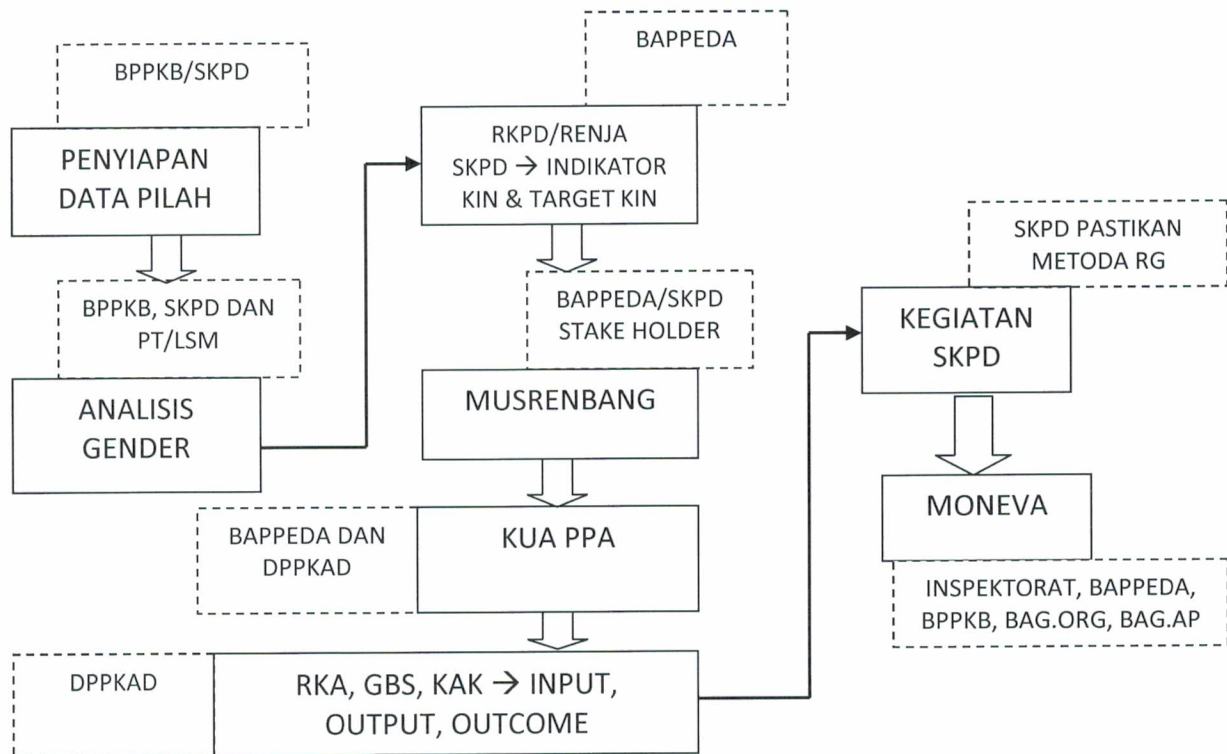 BPPKB/SKPD
PENYIAPAN
DATA PILAH
BPPKB, SKPD DAN
PT/LSM
ANALISIS
GENDER
BAPPEDA
RKPD/RENJA
SKPD → INDIKATOR
KIN & TARGET KIN
BAPPEDA/SKPD
STAKE HOLDER
MUSRENBANG
BAPPEDA DAN
DPPKAD
KUA PPA
DPPKAD
RKA, GBS, KAK → INPUT,
OUTPUT, OUTCOME
SKPD PASTIKAN
METODA RG
KEGIATAN
SKPD
MONEVA
INSPEKTORAT, BAPPEDA,
BPPKB, BAG.ORG, BAG.AP